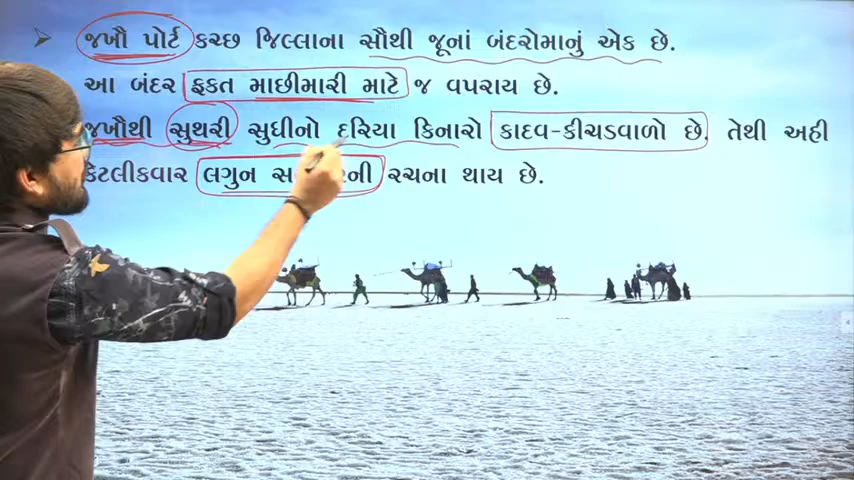 જખૌ પોર્ટ કચ્છ જિલ્લાના સૌથી જૂનાં બંદરોમાનું એક છે.
આ બંદર ફકત માછીમારી માટે જ વપરાય છે.
જખૌથી સુથરી સુધીનો દરિયા કિનારો કાદવ-કીચડવાળો છે. તેથી અહી
કેટલીકવાર લગુન રચના થાય છે.